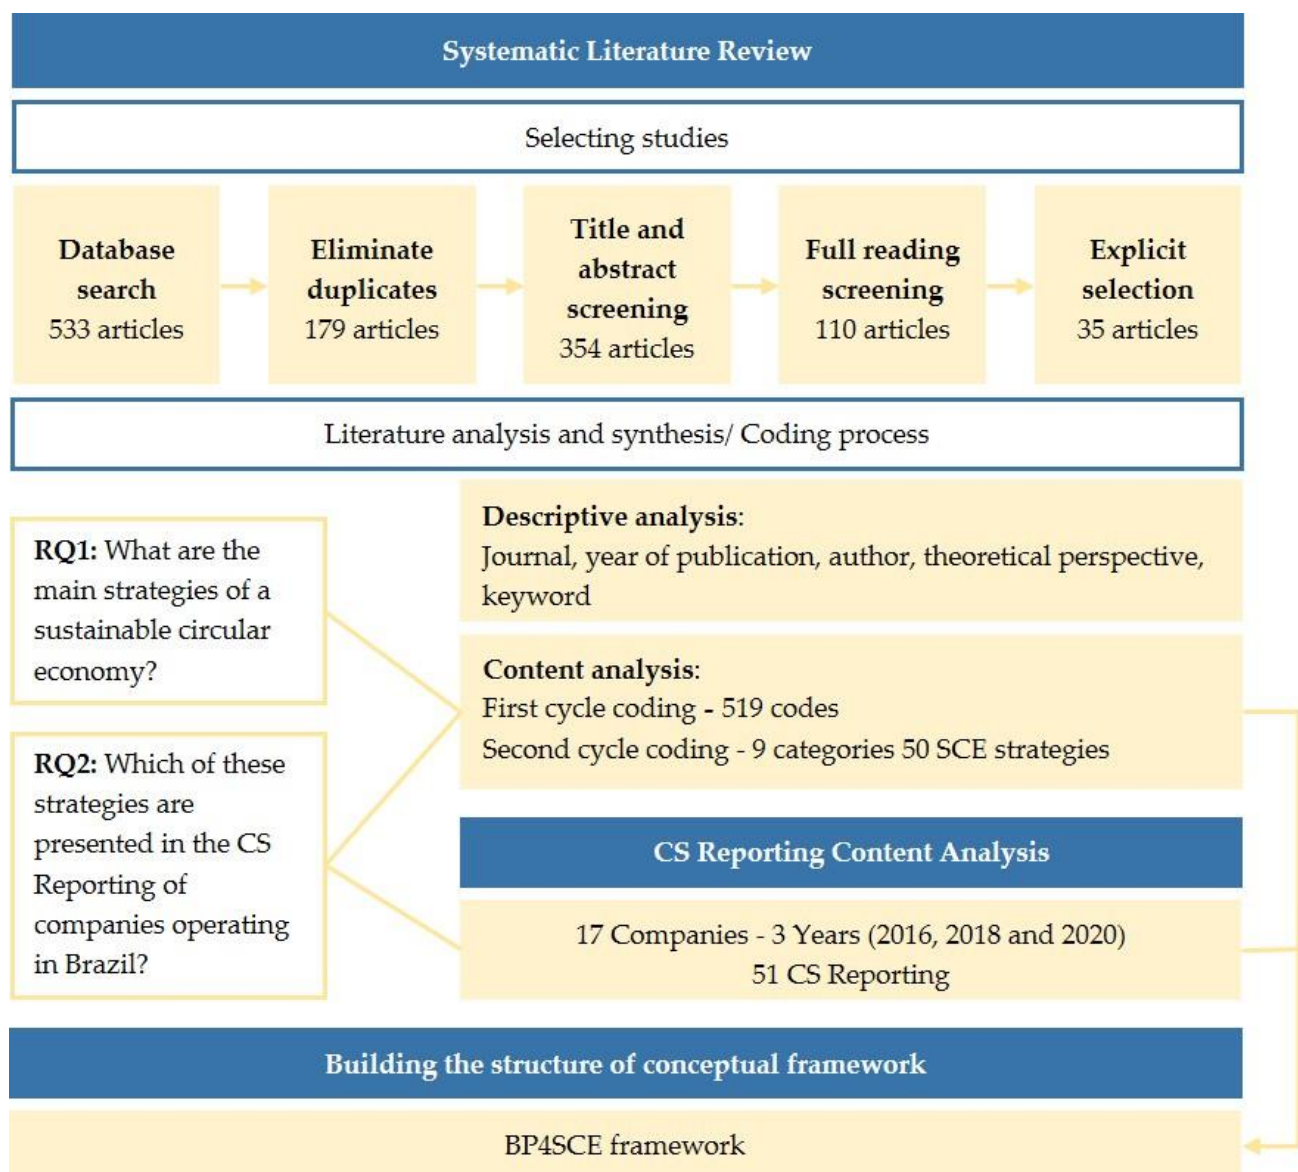 Systematic Literature Review
Selecting studies
Database
search
533 articles
Eliminate
duplicates
179 articles
Title and
abstract
screening
354 articles
Full reading
screening
110 articles
Explicit
selection
35 articles
Literature analysis and synthesis/ Coding process
RQ1: What are the
main strategies of a
sustainable circular
economy?
RQ2: Which of these
strategies are
presented in the CS
Reporting of
companies operating
in Brazil?
Descriptive analysis:
Journal, year of publication, author, theoretical perspective,
keyword
Content analysis:
First cycle coding - 519 codes
Second cycle coding - 9 categories 50 SCE strategies
CS Reporting Content Analysis
17 Companies - 3 Years (2016, 2018 and 2020)
51 CS Reporting
Building the structure of conceptual framework
BP4SCE framework